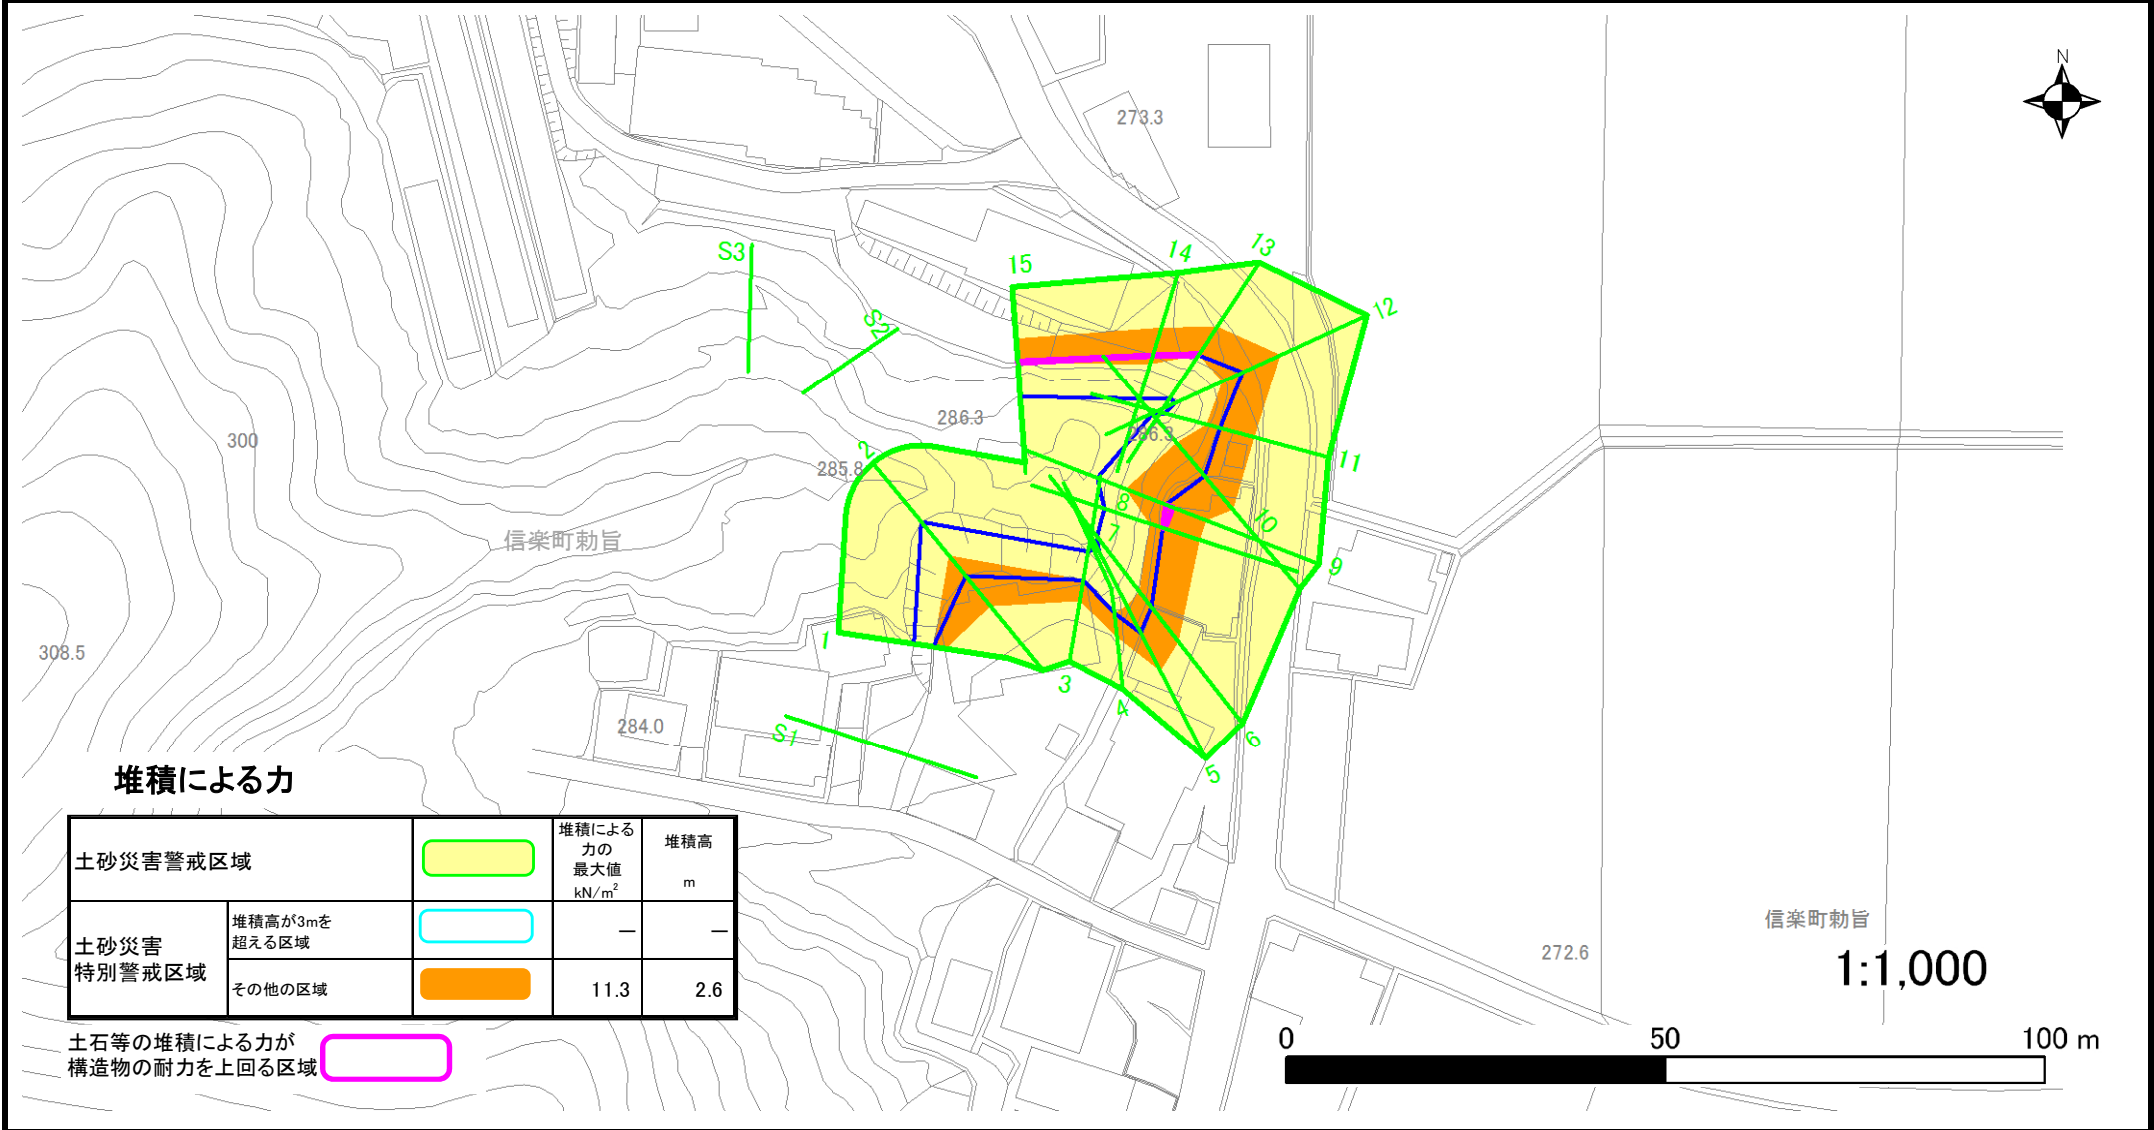 N
273.3
S3
S2
15
14
13
12
286.3
286.3
11
300
2
285.8
8
7
10
9
信楽町勅旨
1
308.5
3
4
5
6
284.0
S1
堆積による力
土砂災害警戒区域
堆積による
力の
最大値
kN/m²
堆積高
m
土砂災害
特別警戒区域
堆積高が3mを
超える区域
—
—
その他の区域
11.3
2.6
土石等の堆積による力が
構造物の耐力を上回る区域
信楽町勅旨
272.6
1:1,000
0
50
100 m